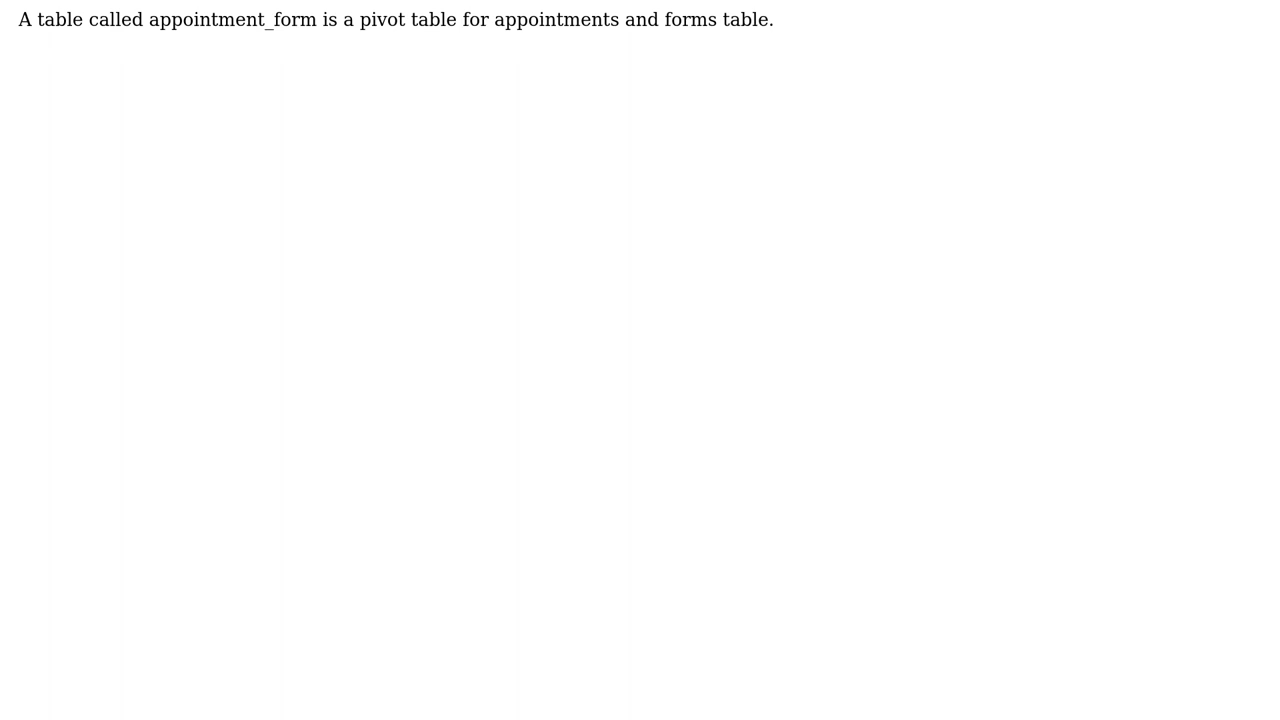 A table called appointment_form is a pivot table for appointments and forms table.